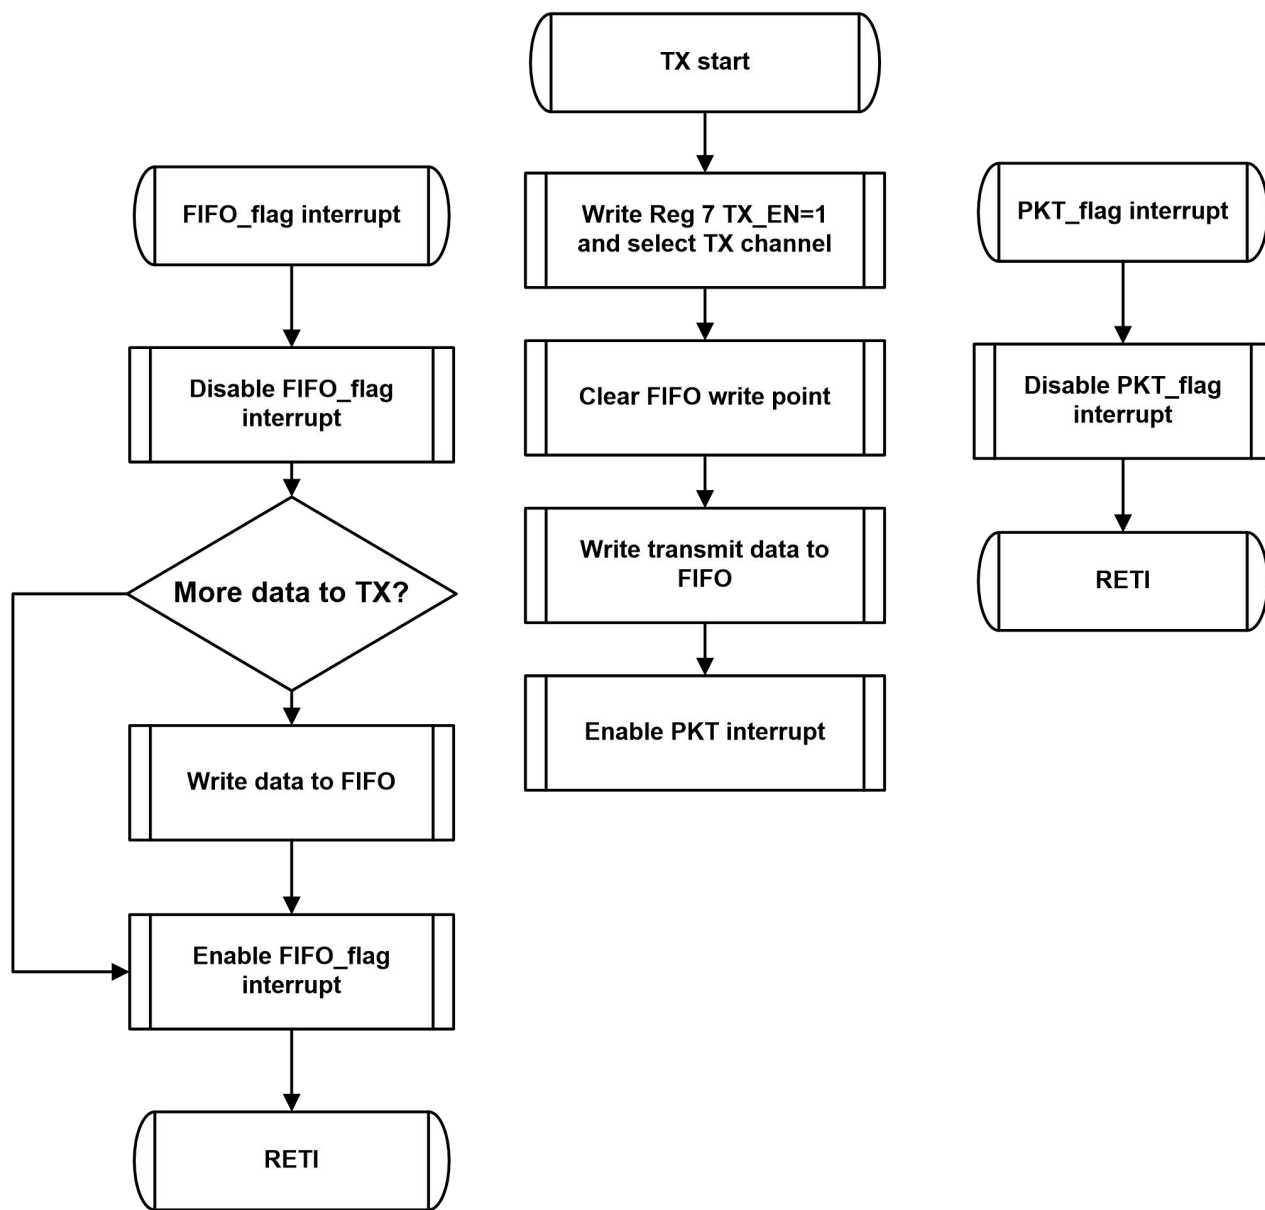 TX start
Write Reg 7 TX_EN=1
and select TX channel
Clear FIFO write point
Write transmit data to
FIFO
Enable PKT interrupt
FIFO_flag interrupt
Disable FIFO_flag
interrupt
More data to TX?
Write data to FIFO
Enable FIFO_flag
interrupt
RETI
PKT_flag interrupt
Disable PKT_flag
interrupt
RETI